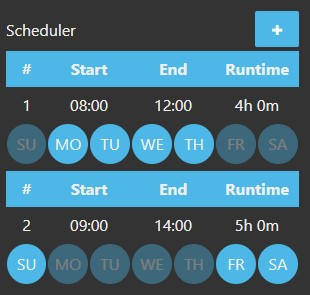 Scheduler +
# Start End Runtime
1 08:00 12:00 4h 0m
SU MO TU WE TH FR SA
# Start End Runtime
2 09:00 14:00 5h 0m
SU MO TU WE TH FR SA